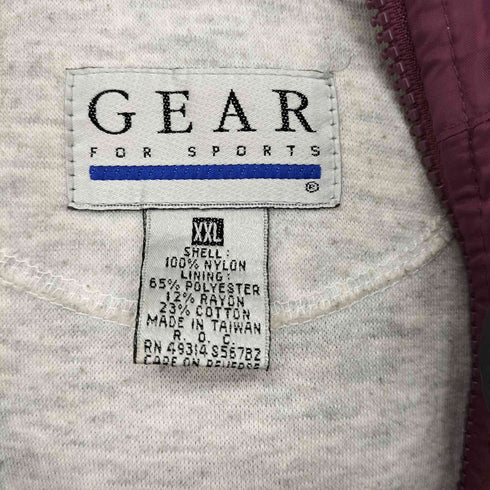 GEAR
FOR SPORTS
®
XXL
SHELL:
100% NYLON
LINING:
65% POLYESTER
12% RAYON
23% COTTON
MADE IN TAIWAN
R. O. C.
RN 49314 S567BZ
CARE ON REVERSE